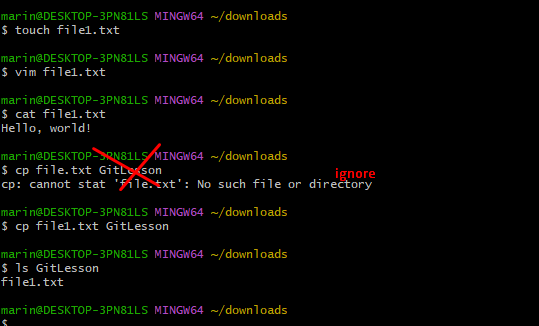 marin@DESKTOP-3PN81LS MINGW64 ~/downloads
$ touch file1.txt
marin@DESKTOP-3PN81LS MINGW64 ~/downloads
$ vim file1.txt
marin@DESKTOP-3PN81LS MINGW64 ~/downloads
$ cat file1.txt
Hello, world!
marin@DESKTOP-3PN81LS MINGW64 ~/downloads
$ cp file.txt GitLesson
ignore
cp: cannot stat 'file.txt': No such file or directory
marin@DESKTOP-3PN81LS MINGW64 ~/downloads
$ cp file1.txt GitLesson
marin@DESKTOP-3PN81LS MINGW64 ~/downloads
$ ls GitLesson
file1.txt
marin@DESKTOP-3PN81LS MINGW64 ~/downloads
$